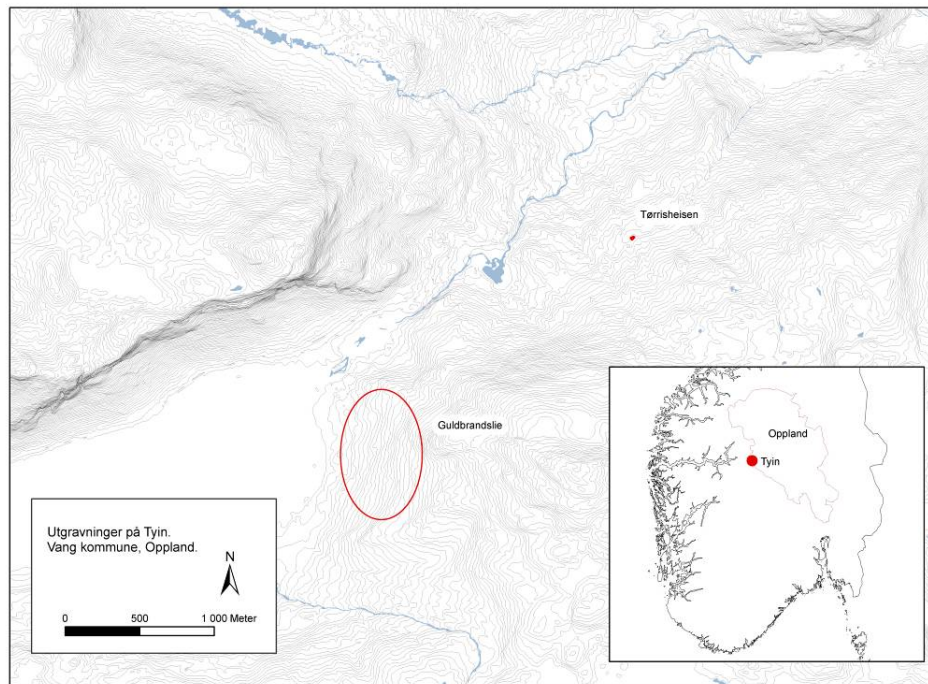 Tørrisheisen
Guldbrandslie
Oppland
Tyin
Utgravninger på Tyin.
Vang kommune, Oppland.
N
0 500 1 000 Meter